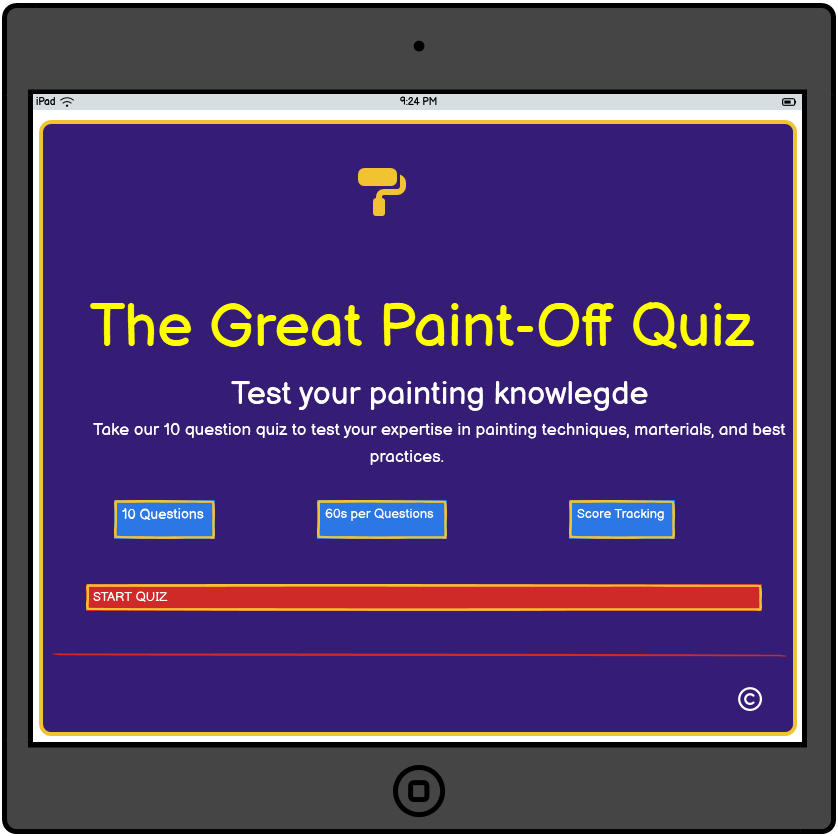 iPad 9:24 PM
The Great Paint-Off Quiz
Test your painting knowlegde
Take our 10 question quiz to test your expertise in painting techniques, marterials, and best
practices.
10 Questions 60s per Questions Score Tracking
START QUIZ
©